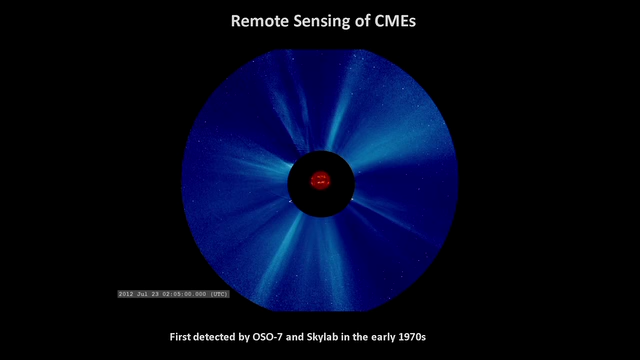 Remote Sensing of CMEs
2012 Jul 23 02:05:00.000 (UTC)
First detected by OSO-7 and Skylab in the early 1970s